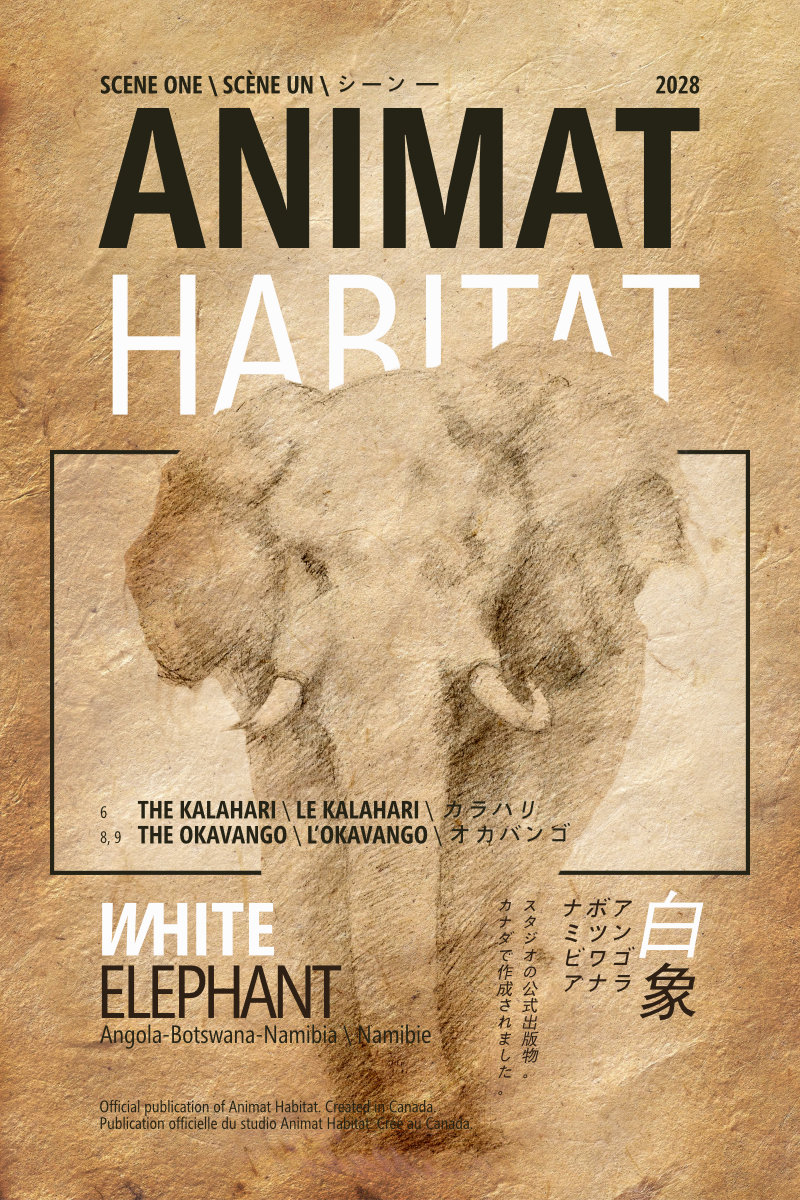 SCENE ONE \ SCÈNE UN \ シーン 一
2028
ANIMAT
HABITAT
6 THE KALAHARI \ LE KALAHARI \ カラハリ
8, 9 THE OKAVANGO \ L'OKAVANGO \ オカバンゴ
WHITE
ELEPHANT
Angola-Botswana-Namibia \ Namibie
白象
アンゴラ
ボツワナ
ナミビア
スタジオの公式出版物。
カナダで作成されました。
Official publication of Animat Habitat. Created in Canada.
Publication officielle du studio Animat Habitat. Créé au Canada.